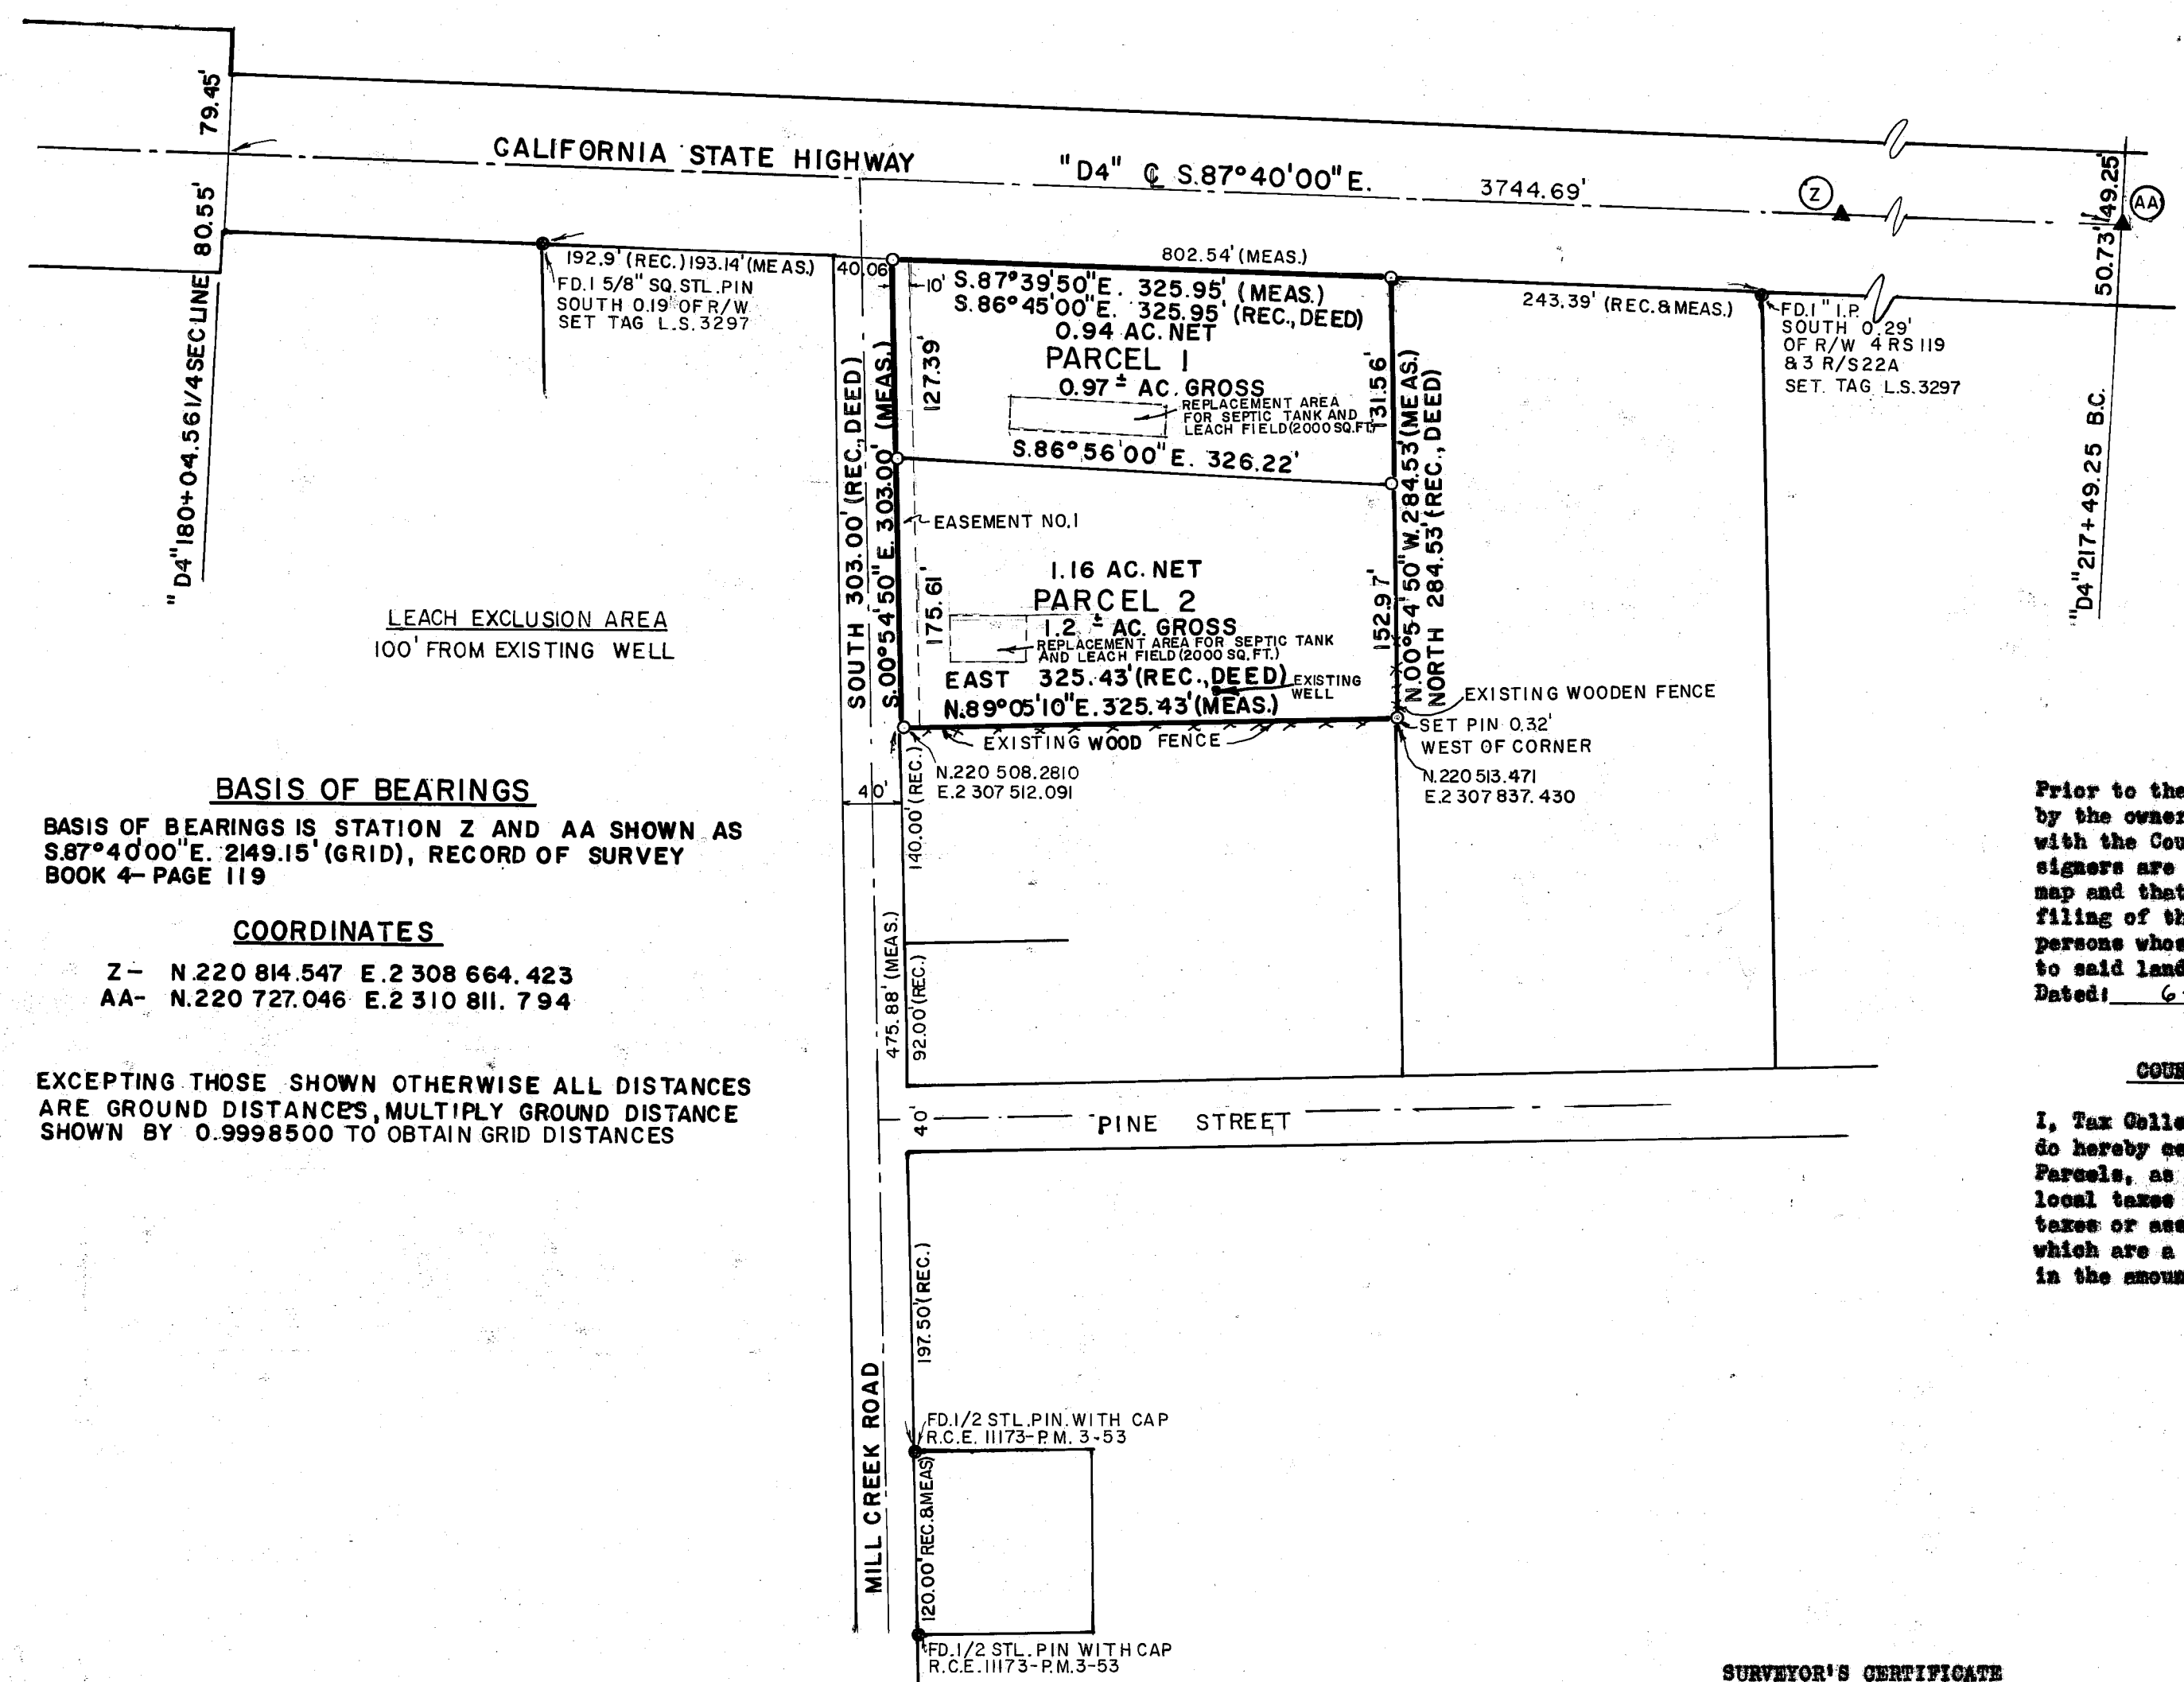 79.45'
CALIFORNIA STATE HIGHWAY
"D4" ℄ S.87°40'00"E. 3744.69'
Z
AA
49.25'
50.73'
80.55'
"D4"180+04.56 1/4 SEC LINE
"D4"217+49.25 B.C.
192.9' (REC.) 193.14' (MEAS.)
FD. 1 5/8" SQ. STL. PIN
SOUTH 0.19' OF R/W
SET TAG L.S. 3297
40.06
802.54' (MEAS.)
10'
S.87°39'50"E. 325.95' (MEAS.)
S.86°45'00"E. 325.95' (REC., DEED)
0.94 AC. NET
PARCEL 1
0.97 ± AC. GROSS
REPLACEMENT AREA
FOR SEPTIC TANK AND
LEACH FIELD (2000 SQ. FT.)
127.39'
131.56'
S.86°56'00"E. 326.22'
243.39' (REC. & MEAS.)
FD. 1" I.P.
SOUTH 0.29'
OF R/W 4 RS 119
& 3 R/S 22A
SET. TAG L.S. 3297
SOUTH 303.00' (REC., DEED)
S.00°54'50"E. 303.00' (MEAS.)
N.00°54'50"W. 284.53' (MEAS.)
NORTH 284.53' (REC., DEED)
EASEMENT NO. 1
1.16 AC. NET
PARCEL 2
1.2 ± AC. GROSS
REPLACEMENT AREA FOR SEPTIC TANK
AND LEACH FIELD (2000 SQ. FT.)
175.61'
152.97'
EAST 325.43' (REC., DEED)
N.89°05'10"E. 325.43' (MEAS.)
EXISTING
WELL
EXISTING WOOD FENCE
EXISTING WOODEN FENCE
SET PIN 0.32'
WEST OF CORNER
N.220 513.471
E.2 307 837.430
N.220 508.2810
E.2 307 512.091
LEACH EXCLUSION AREA
100' FROM EXISTING WELL
BASIS OF BEARINGS
BASIS OF BEARINGS IS STATION Z AND AA SHOWN AS
S.87°40'00"E. 2149.15' (GRID), RECORD OF SURVEY
BOOK 4- PAGE 119
COORDINATES
Z- N.220 814.547 E.2 308 664.423
AA- N.220 727.046 E.2 310 811.794
EXCEPTING THOSE SHOWN OTHERWISE ALL DISTANCES
ARE GROUND DISTANCES, MULTIPLY GROUND DISTANCE
SHOWN BY 0.9998500 TO OBTAIN GRID DISTANCES
40'
140.00' (REC.)
475.88' (MEAS.)
92.00' (REC.)
40'
PINE STREET
197.50' (REC.)
MILL CREEK ROAD
FD. 1/2 STL. PIN. WITH CAP
R.C.E. 11173-P.M. 3-53
120.00' REC. & MEAS)
FD. 1/2 STL. PIN WITH CAP
R.C.E. 11173-P.M. 3-53
Prior to the
by the owner
with the Cou
signers are
map and that
filing of th
persons whos
to said land
Dated: 6
COUN
I, Tax Colle
do hereby ce
Parcels, as
local taxes
taxes or ass
which are a
in the amoun
SURVEYOR'S CERTIFICATE